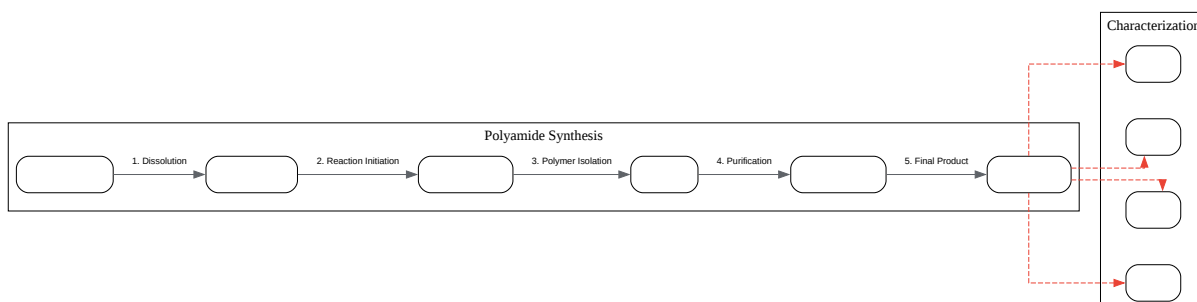 Characterization
Polyamide Synthesis
1. Dissolution
2. Reaction Initiation
3. Polymer Isolation
4. Purification
5. Final Product